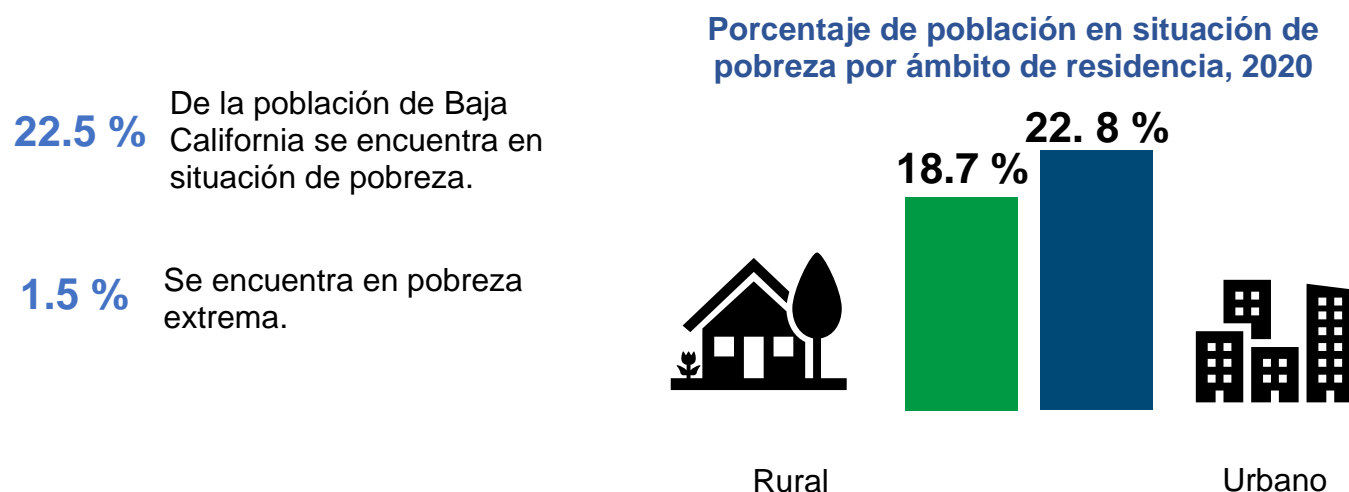 22.5 %
De la población de Baja
California se encuentra en
situación de pobreza.
1.5 %
Se encuentra en pobreza
extrema.
Porcentaje de población en situación de
pobreza por ámbito de residencia, 2020
18.7 %
22. 8 %
Rural
Urbano